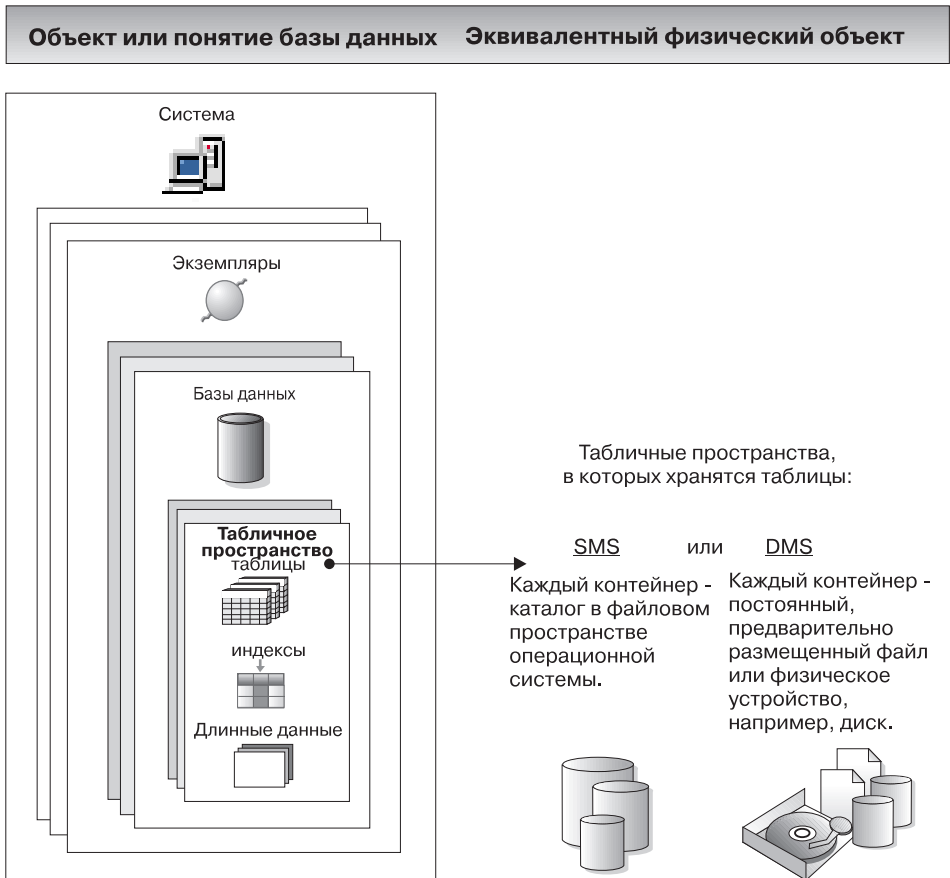 Объект или понятие базы данных
Эквивалентный физический объект
Система
Экземпляры
Базы данных
Табличное
пространство
таблицы
индексы
Длинные данные
Табличные пространства,
в которых хранятся таблицы:
SMS или DMS
Каждый контейнер -
каталог в файловом
пространстве
операционной
системы.
Каждый контейнер -
постоянный,
предварительно
размещенный файл
или физическое
устройство,
например, диск.